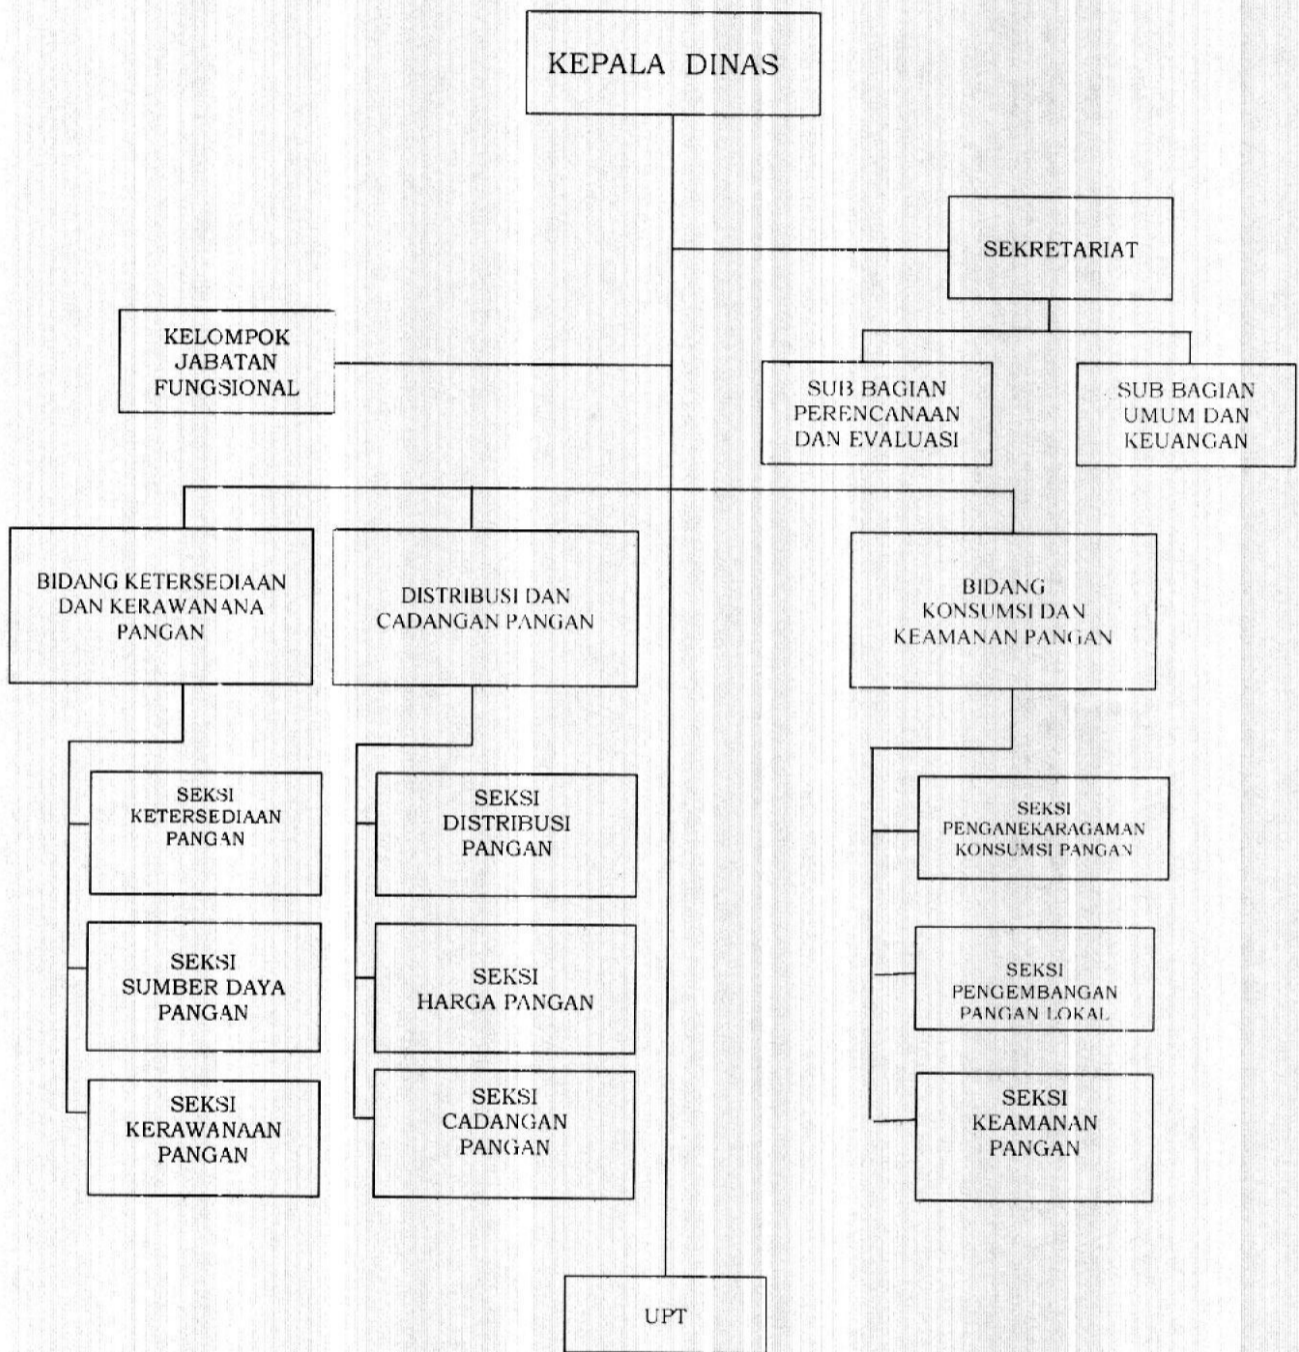 KEPALA DINAS
SEKRETARIAT
KELOMPOK
JABATAN
FUNGSIONAL
SUB BAGIAN
PERENCANAAN
DAN EVALUASI
SUB BAGIAN
UMUM DAN
KEUANGAN
BIDANG KETERSEDIAAN
DAN KERAWANANA
PANGAN
DISTRIBUSI DAN
CADANGAN PANGAN
BIDANG
KONSUMSI DAN
KEAMANAN PANGAN
SEKSI
KETERSEDIAAN
PANGAN
SEKSI
DISTRIBUSI
PANGAN
SEKSI
PENGANEKARAGAMAN
KONSUMSI PANGAN
SEKSI
SUMBER DAYA
PANGAN
SEKSI
HARGA PANGAN
SEKSI
PENGEMBANGAN
PANGAN LOKAL
SEKSI
KERAWANAAN
PANGAN
SEKSI
CADANGAN
PANGAN
SEKSI
KEAMANAN
PANGAN
UPT